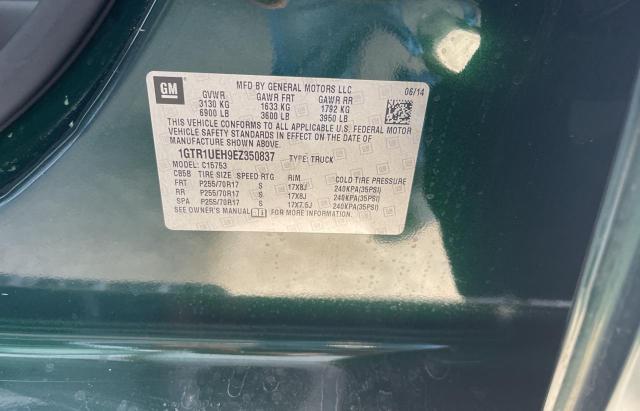 GM
MFD BY GENERAL MOTORS LLC
06/14
GVWR GAWR FRT GAWR RR
3130 KG 1633 KG 1792 KG
6900 LB 3600 LB 3950 LB
THIS VEHICLE CONFORMS TO ALL APPLICABLE U.S. FEDERAL MOTOR
VEHICLE SAFETY STANDARDS IN EFFECT ON THE DATE OF
MANUFACTURE SHOWN ABOVE.
1GTR1UEH9EZ350837 TYPE: TRUCK
MODEL: C15753
CB5B TIRE SIZE SPEED RTG RIM COLD TIRE PRESSURE
FRT P255/70R17 S 17X8J 240KPA(35PSI)
RR P255/70R17 S 17X8J 240KPA(35PSI)
SPA P255/70R17 S 17X7.5J 240KPA(35PSI)
SEE OWNER'S MANUAL FOR MORE INFORMATION.